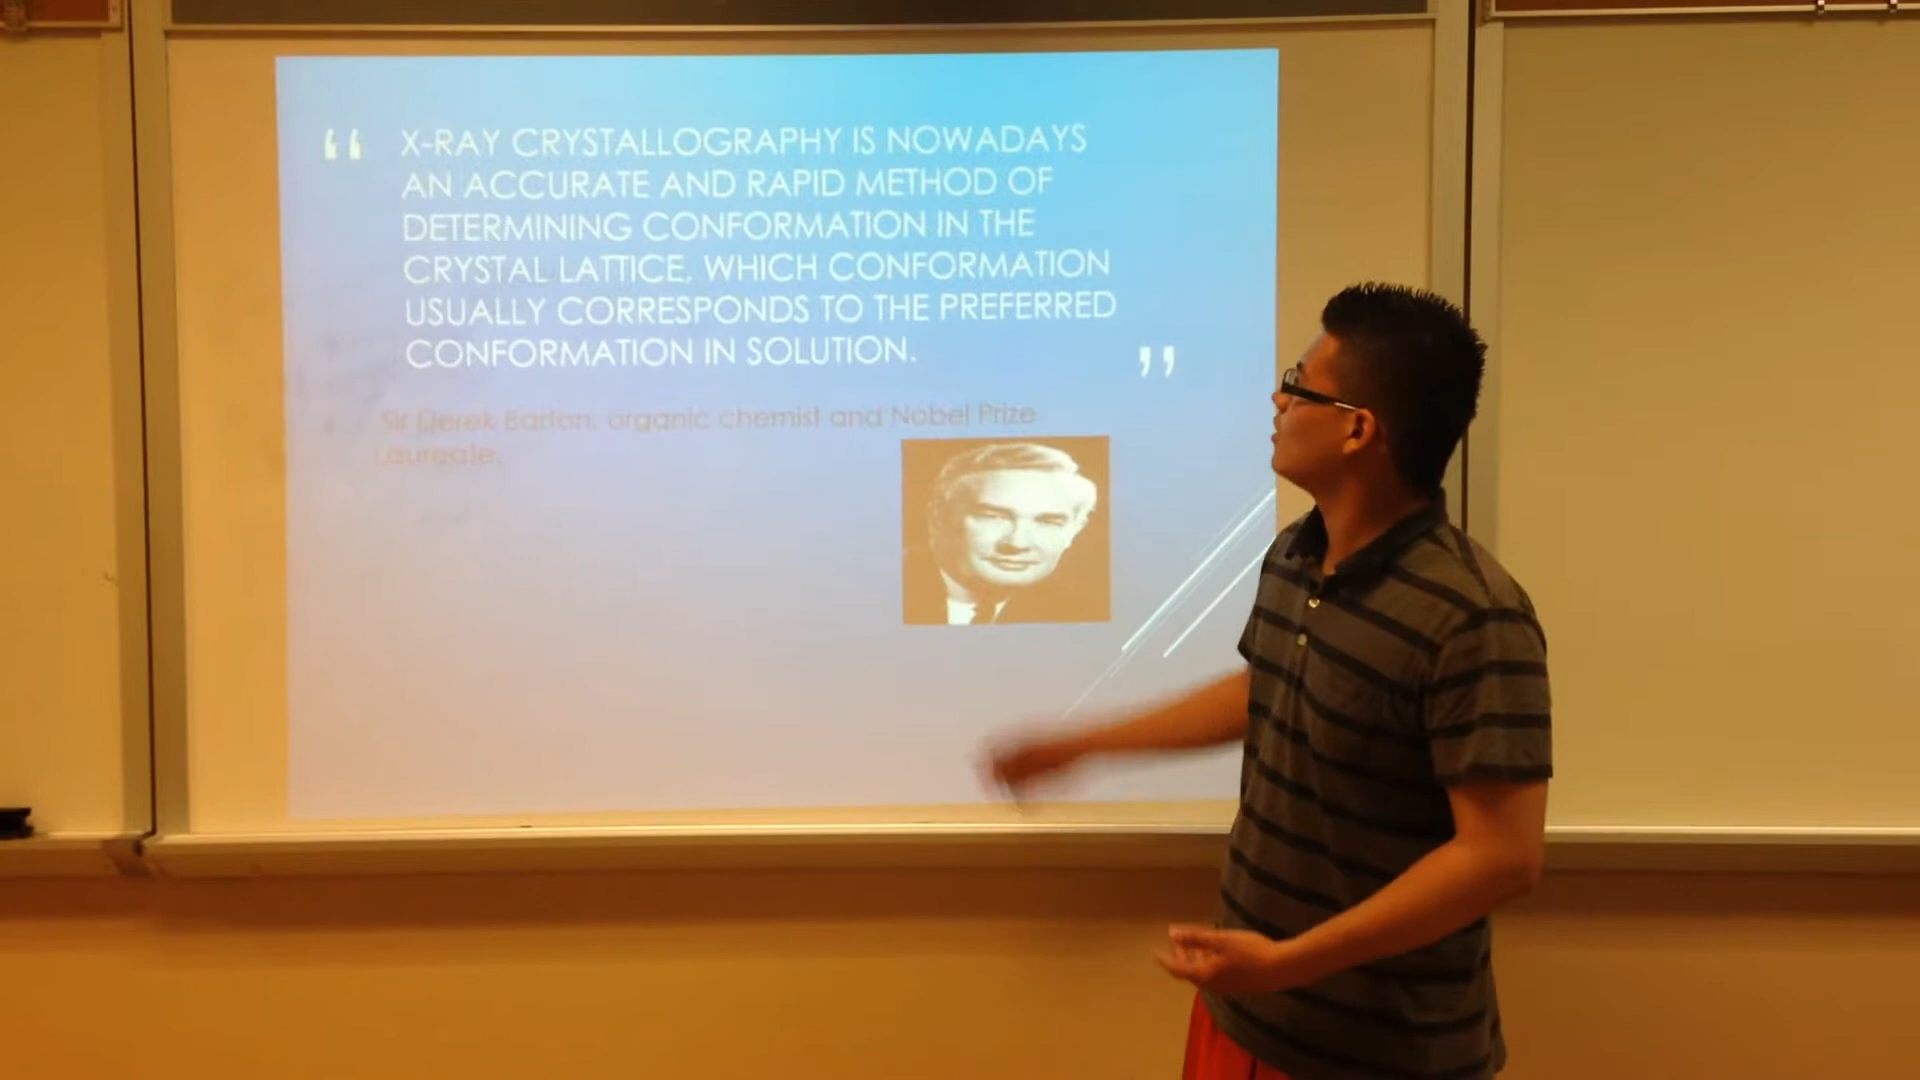 “ X-RAY CRYSTALLOGRAPHY IS NOWADAYS
AN ACCURATE AND RAPID METHOD OF
DETERMINING CONFORMATION IN THE
CRYSTAL LATTICE, WHICH CONFORMATION
USUALLY CORRESPONDS TO THE PREFERRED
CONFORMATION IN SOLUTION. ”
Sir Derek Barton: organic chemist and Nobel Prize
Laureate.